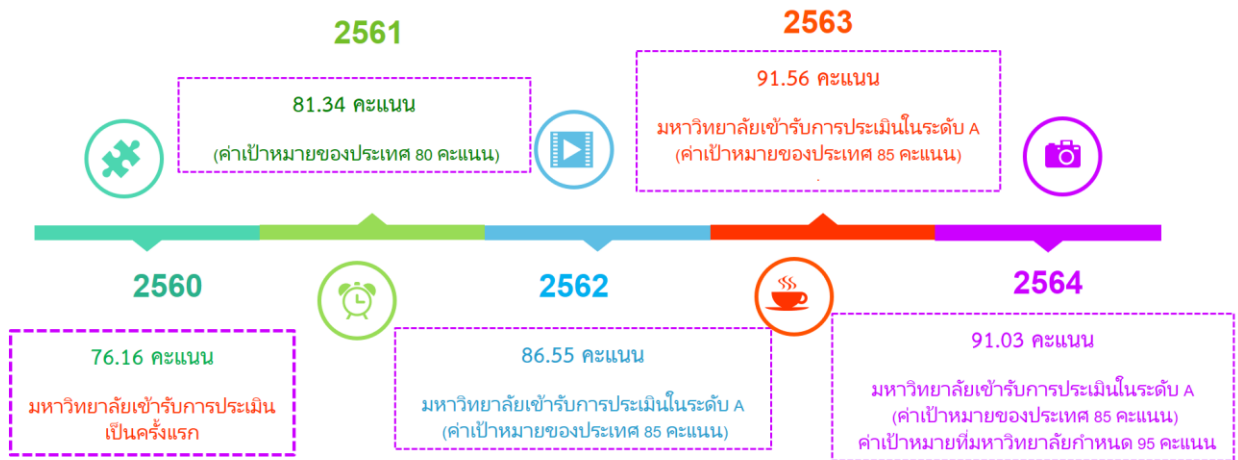 2560
76.16 คะแนน
มหาวิทยาลัยเข้ารับการประเมิน
เป็นครั้งแรก
2561
81.34 คะแนน
(ค่าเป้าหมายของประเทศ 80 คะแนน)
2562
86.55 คะแนน
มหาวิทยาลัยเข้ารับการประเมินในระดับ A
(ค่าเป้าหมายของประเทศ 85 คะแนน)
2563
91.56 คะแนน
มหาวิทยาลัยเข้ารับการประเมินในระดับ A
(ค่าเป้าหมายของประเทศ 85 คะแนน)
.
2564
91.03 คะแนน
มหาวิทยาลัยเข้ารับการประเมินในระดับ A
(ค่าเป้าหมายของประเทศ 85 คะแนน)
ค่าเป้าหมายที่มหาวิทยาลัยกำหนด 95 คะแนน